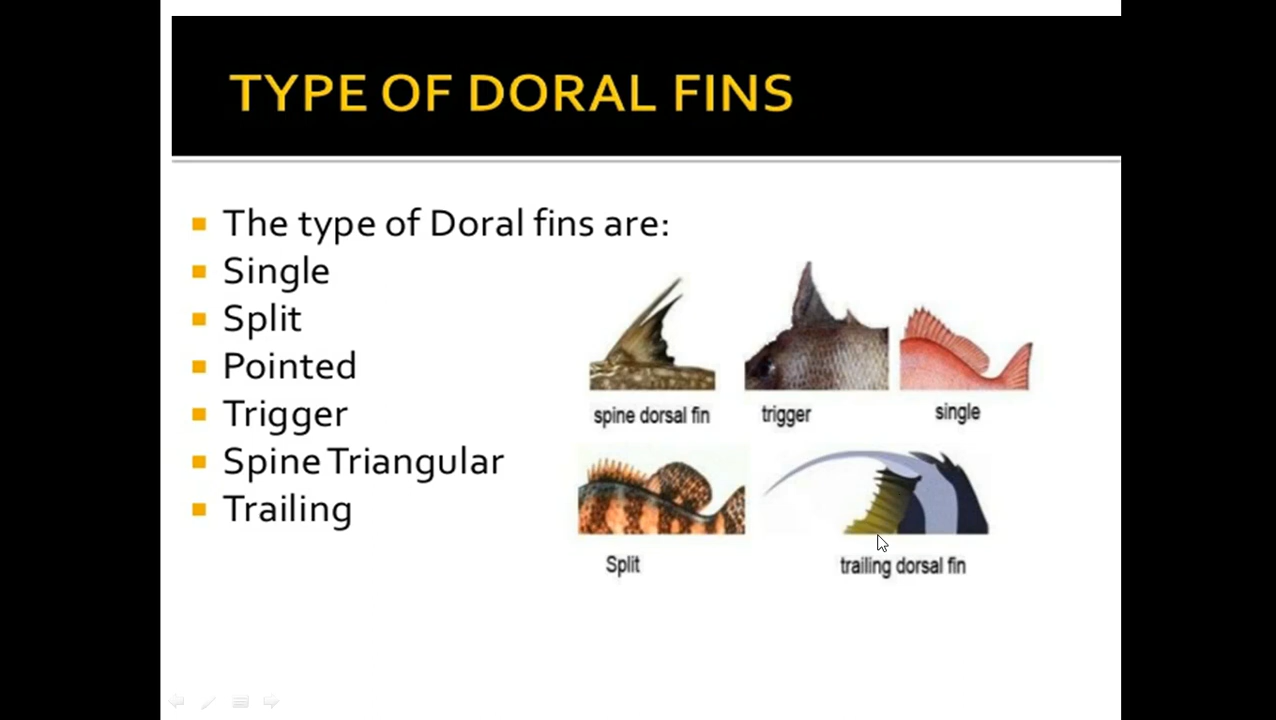 TYPE OF DORAL FINS
The type of Doral fins are:
Single
Split
Pointed
Trigger
Spine Triangular
Trailing
spine dorsal fin
trigger
single
Split
trailing dorsal fin